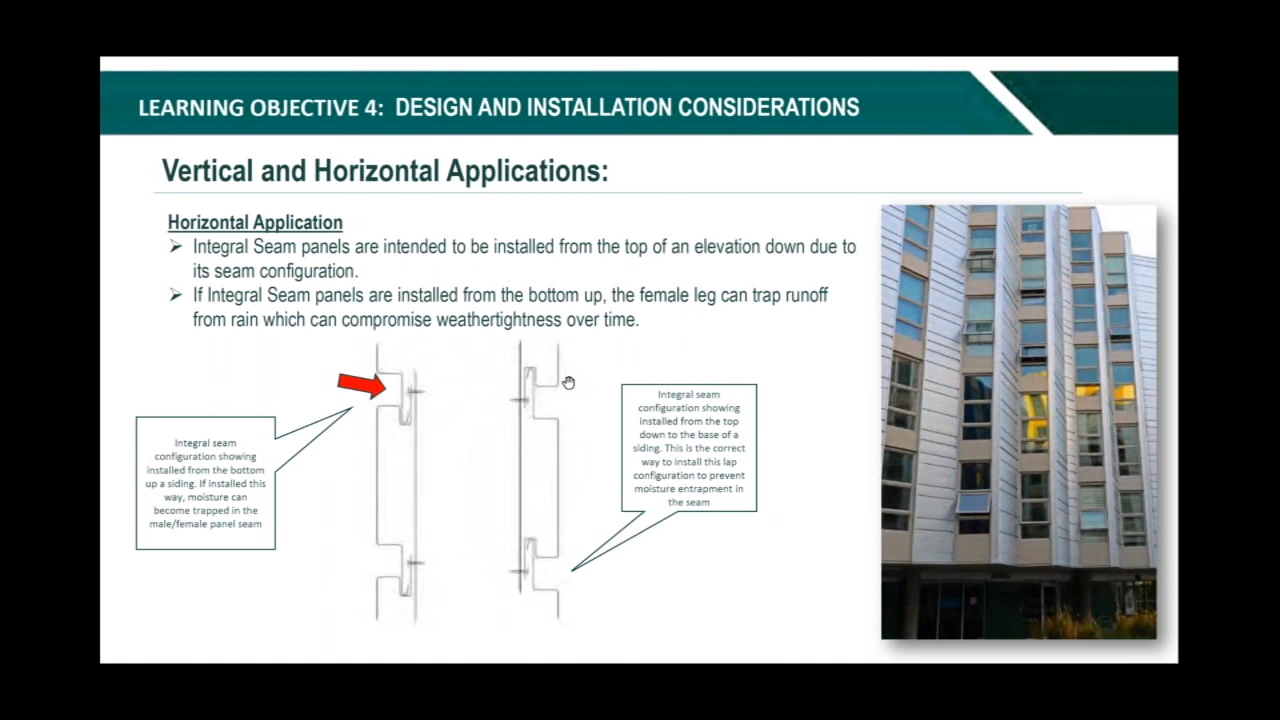 LEARNING OBJECTIVE 4: DESIGN AND INSTALLATION CONSIDERATIONS
Vertical and Horizontal Applications:
Horizontal Application
➢ Integral Seam panels are intended to be installed from the top of an elevation down due to
its seam configuration.
➢ If Integral Seam panels are installed from the bottom up, the female leg can trap runoff
from rain which can compromise weathertightness over time.
Integral seam
configuration showing
installed from the bottom
up a siding. If installed this
way, moisture can
become trapped in the
male/female panel seam
Integral seam
configuration showing
installed from the top
down to the base of a
siding. This is the correct
way to install this lap
configuration to prevent
moisture entrapment in
the seam